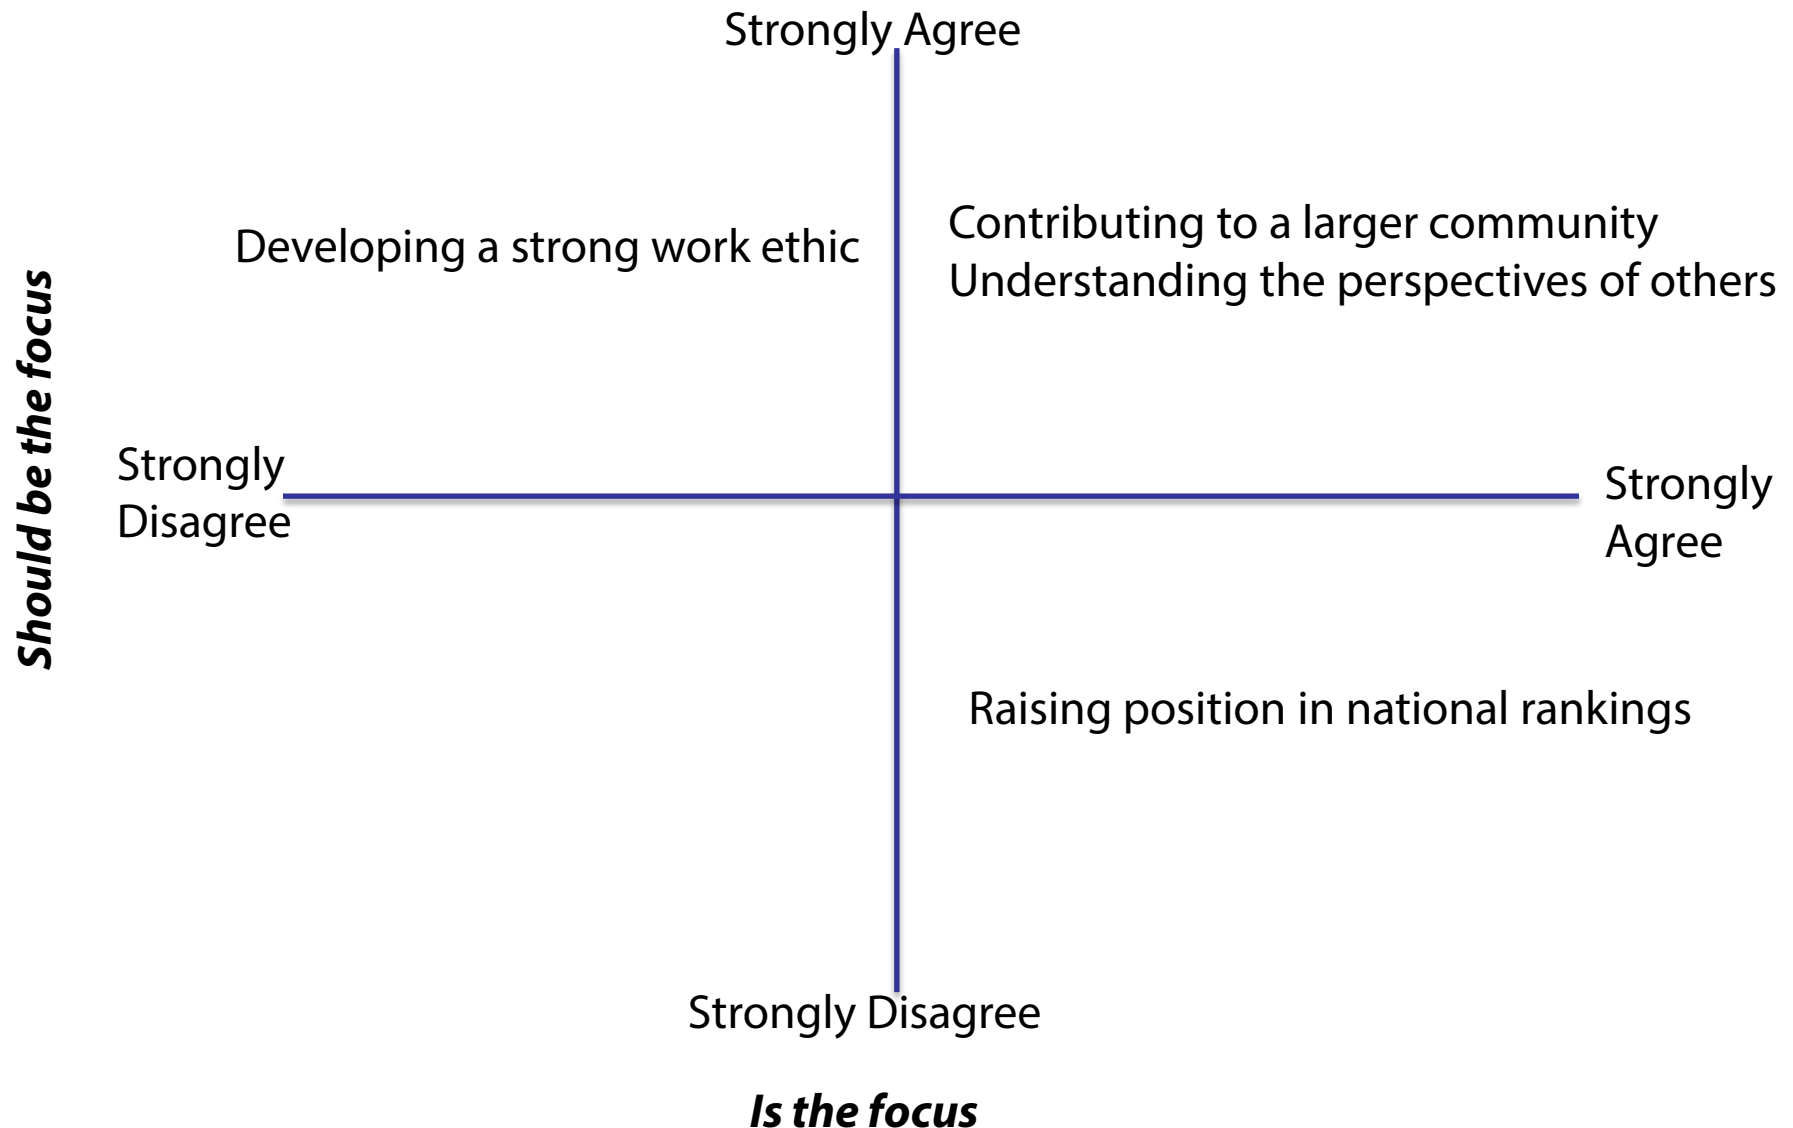 Strongly Agree
Developing a strong work ethic
Contributing to a larger community
Understanding the perspectives of others
Should be the focus
Strongly
Disagree
Strongly
Agree
Raising position in national rankings
Strongly Disagree
Is the focus